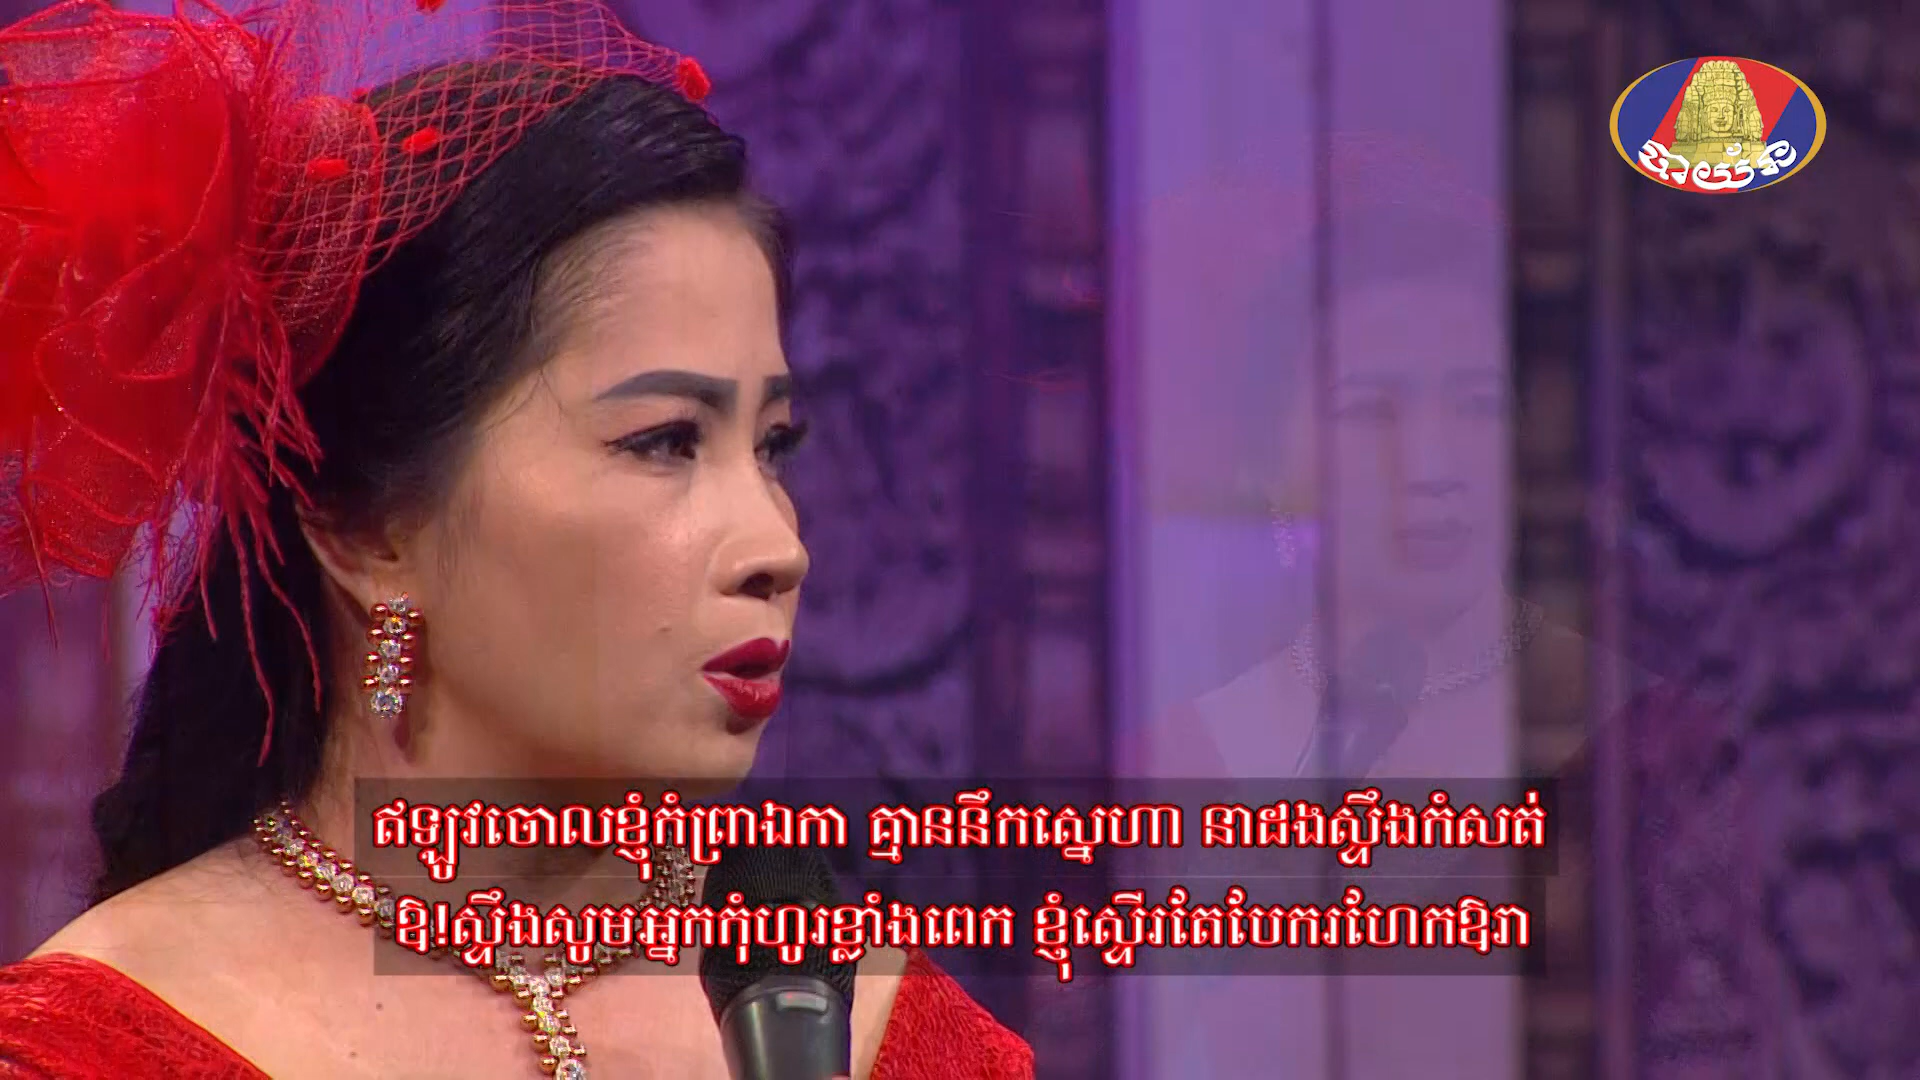 បាយ័ន
ឥឡូវចោលខ្ញុំកំព្រាឯកា គ្មាននឹកស្នេហា នាដងស្ទឹងកំសត់
ឱ!ស្ទឹងសូមអ្នកកុំហូរខ្លាំងពេក ខ្ញុំស្ទើរតែបែករហែកឱរា